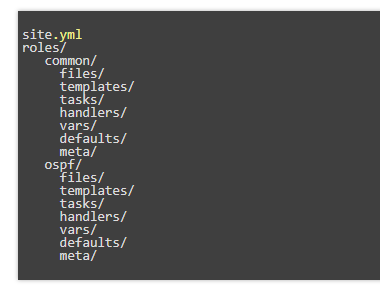 site.yml
roles/
   common/
     files/
     templates/
     tasks/
     handlers/
     vars/
     defaults/
     meta/
   ospf/
     files/
     templates/
     tasks/
     handlers/
     vars/
     defaults/
     meta/